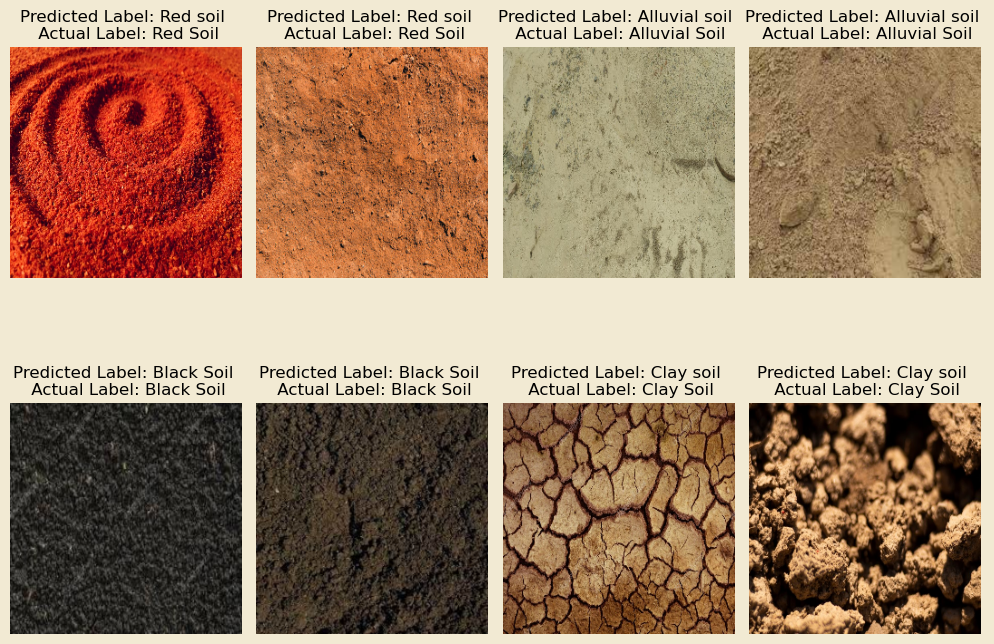 Predicted Label: Red soil
Actual Label: Red Soil
Predicted Label: Red soil
Actual Label: Red Soil
Predicted Label: Alluvial soil
Actual Label: Alluvial Soil
Predicted Label: Alluvial soil
Actual Label: Alluvial Soil
Predicted Label: Black Soil
Actual Label: Black Soil
Predicted Label: Black Soil
Actual Label: Black Soil
Predicted Label: Clay soil
Actual Label: Clay Soil
Predicted Label: Clay soil
Actual Label: Clay Soil